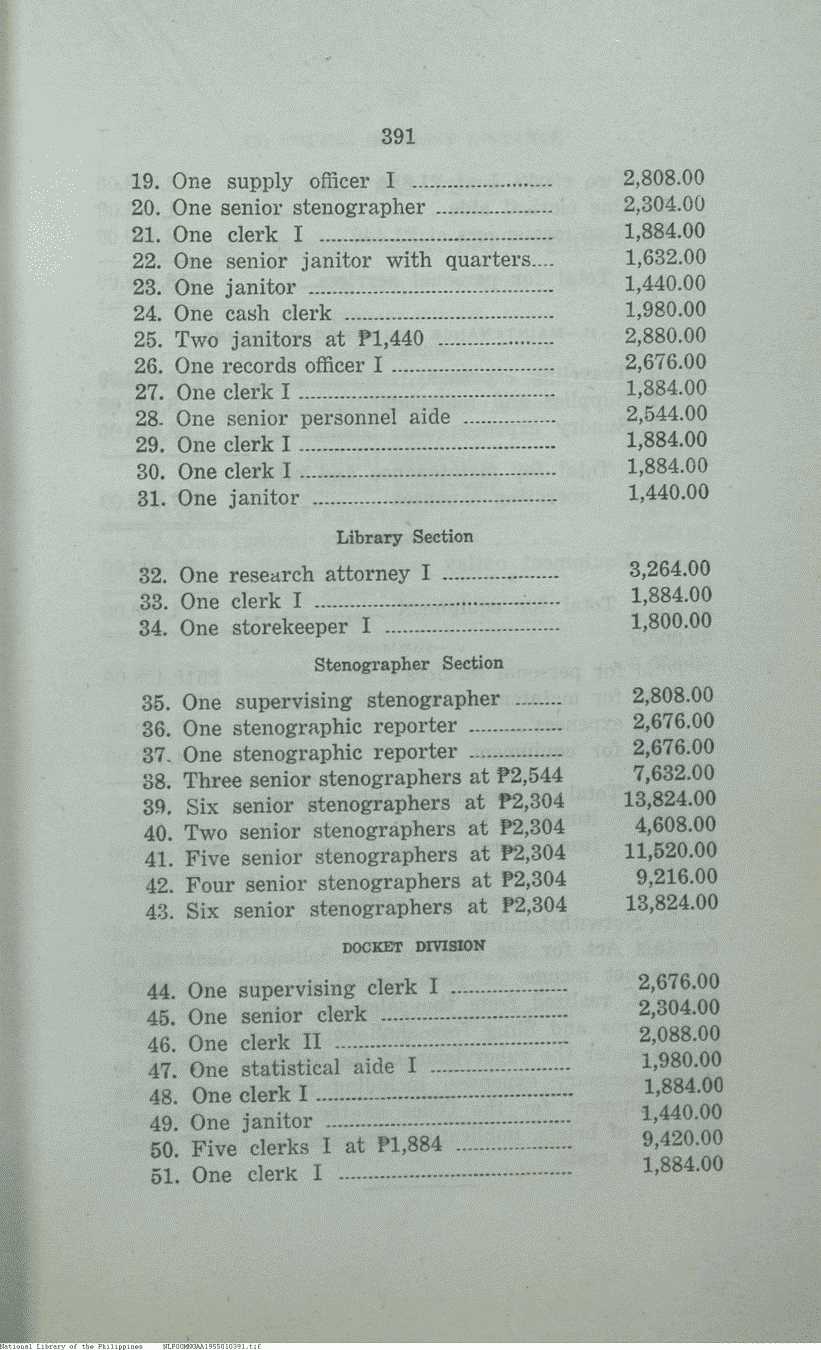 391
19. One supply officer I ........................ 2,808.00
20. One senior stenographer .................... 2,304.00
21. One clerk I ........................................ 1,884.00
22. One senior janitor with quarters.... 1,632.00
23. One janitor .......................................... 1,440.00
24. One cash clerk .................................... 1,980.00
25. Two janitors at ₱1,440 .................... 2,880.00
26. One records officer I ............................ 2,676.00
27. One clerk I ............................................ 1,884.00
28. One senior personnel aide ................ 2,544.00
29. One clerk I ............................................ 1,884.00
30. One clerk I ............................................ 1,884.00
31. One janitor .......................................... 1,440.00
Library Section
32. One research attorney I .................... 3,264.00
33. One clerk I .......................................... 1,884.00
34. One storekeeper I .............................. 1,800.00
Stenographer Section
35. One supervising stenographer ........ 2,808.00
36. One stenographic reporter ................ 2,676.00
37. One stenographic reporter ................ 2,676.00
38. Three senior stenographers at ₱2,544 7,632.00
39. Six senior stenographers at ₱2,304 13,824.00
40. Two senior stenographers at ₱2,304 4,608.00
41. Five senior stenographers at ₱2,304 11,520.00
42. Four senior stenographers at ₱2,304 9,216.00
43. Six senior stenographers at ₱2,304 13,824.00
DOCKET DIVISION
44. One supervising clerk I .................... 2,676.00
45. One senior clerk ................................ 2,304.00
46. One clerk II ........................................ 2,088.00
47. One statistical aide I ........................ 1,980.00
48. One clerk I ............................................ 1,884.00
49. One janitor .......................................... 1,440.00
50. Five clerks I at ₱1,884 .................... 9,420.00
51. One clerk I ........................................ 1,884.00
National Library of the Philippines NLPOOM00AA1955010391.tif